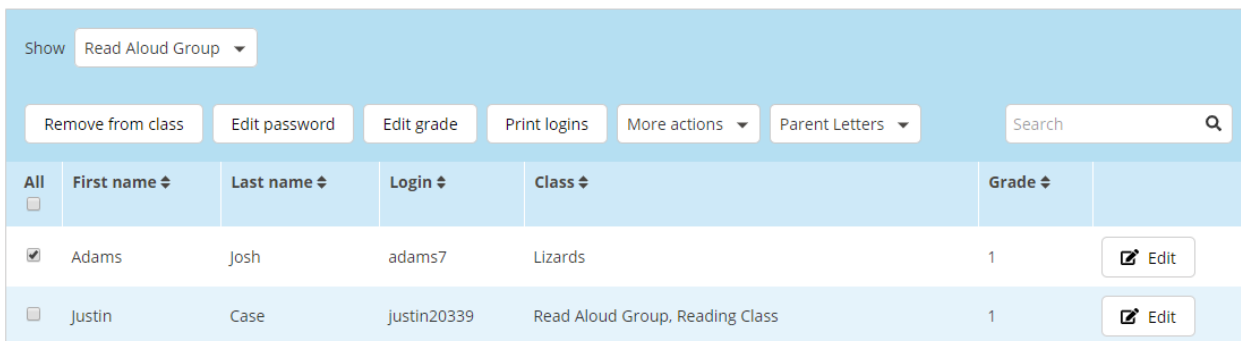 Show Read Aloud Group
Remove from class Edit password Edit grade Print logins More actions Parent Letters Search
All First name Last name Login Class Grade
Adams Josh adams7 Lizards 1 Edit
Justin Case justin20339 Read Aloud Group, Reading Class 1 Edit